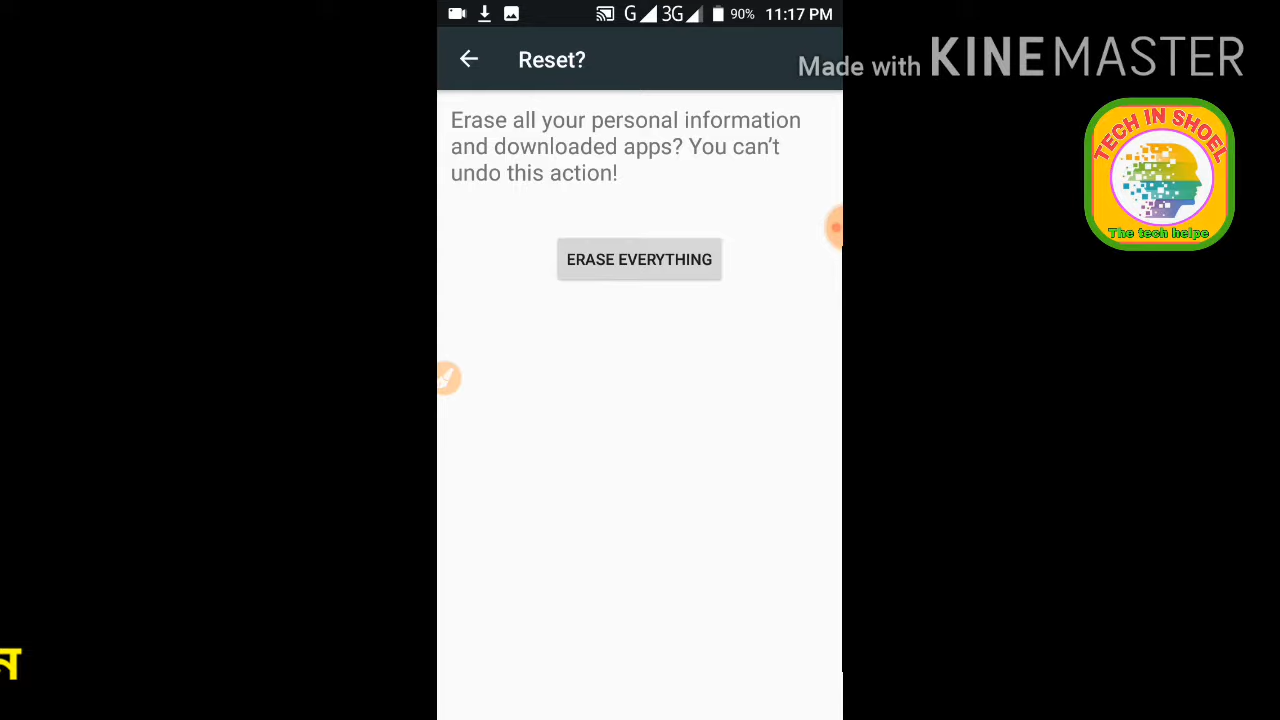 G 3G 90% 11:17 PM
Reset?
Made with KINEMASTER
Erase all your personal information
and downloaded apps? You can't
undo this action!
ERASE EVERYTHING
TECH IN SHOEL
The tech helpe
ন